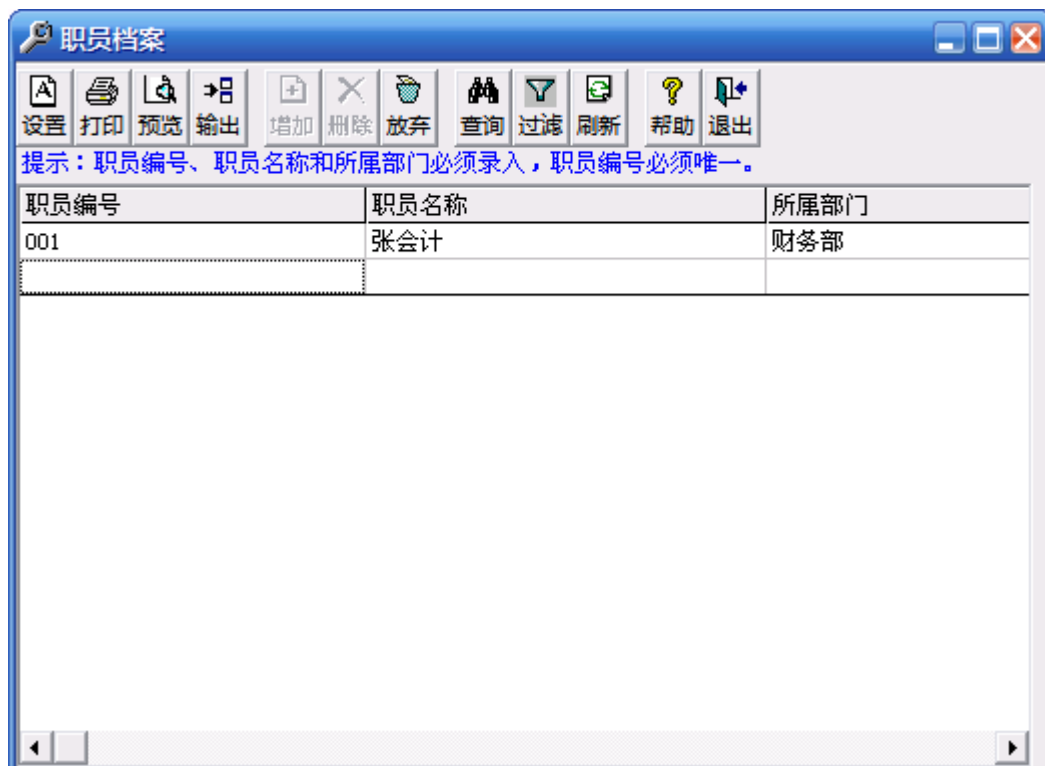 职员档案
设置 打印 预览 输出 增加 删除 放弃 查询 过滤 刷新 帮助 退出
提示：职员编号、职员名称和所属部门必须录入，职员编号必须唯一。
职员编号 职员名称 所属部门
001 张会计 财务部